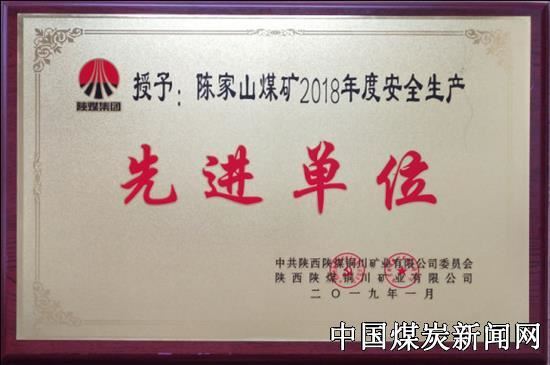 陕煤集团
授予：陈家山煤矿2018年度安全生产
先进单位
中共陕西陕煤铜川矿业有限公司委员会
陕西陕煤铜川矿业有限公司
二〇一九年一月
中国煤炭新闻网